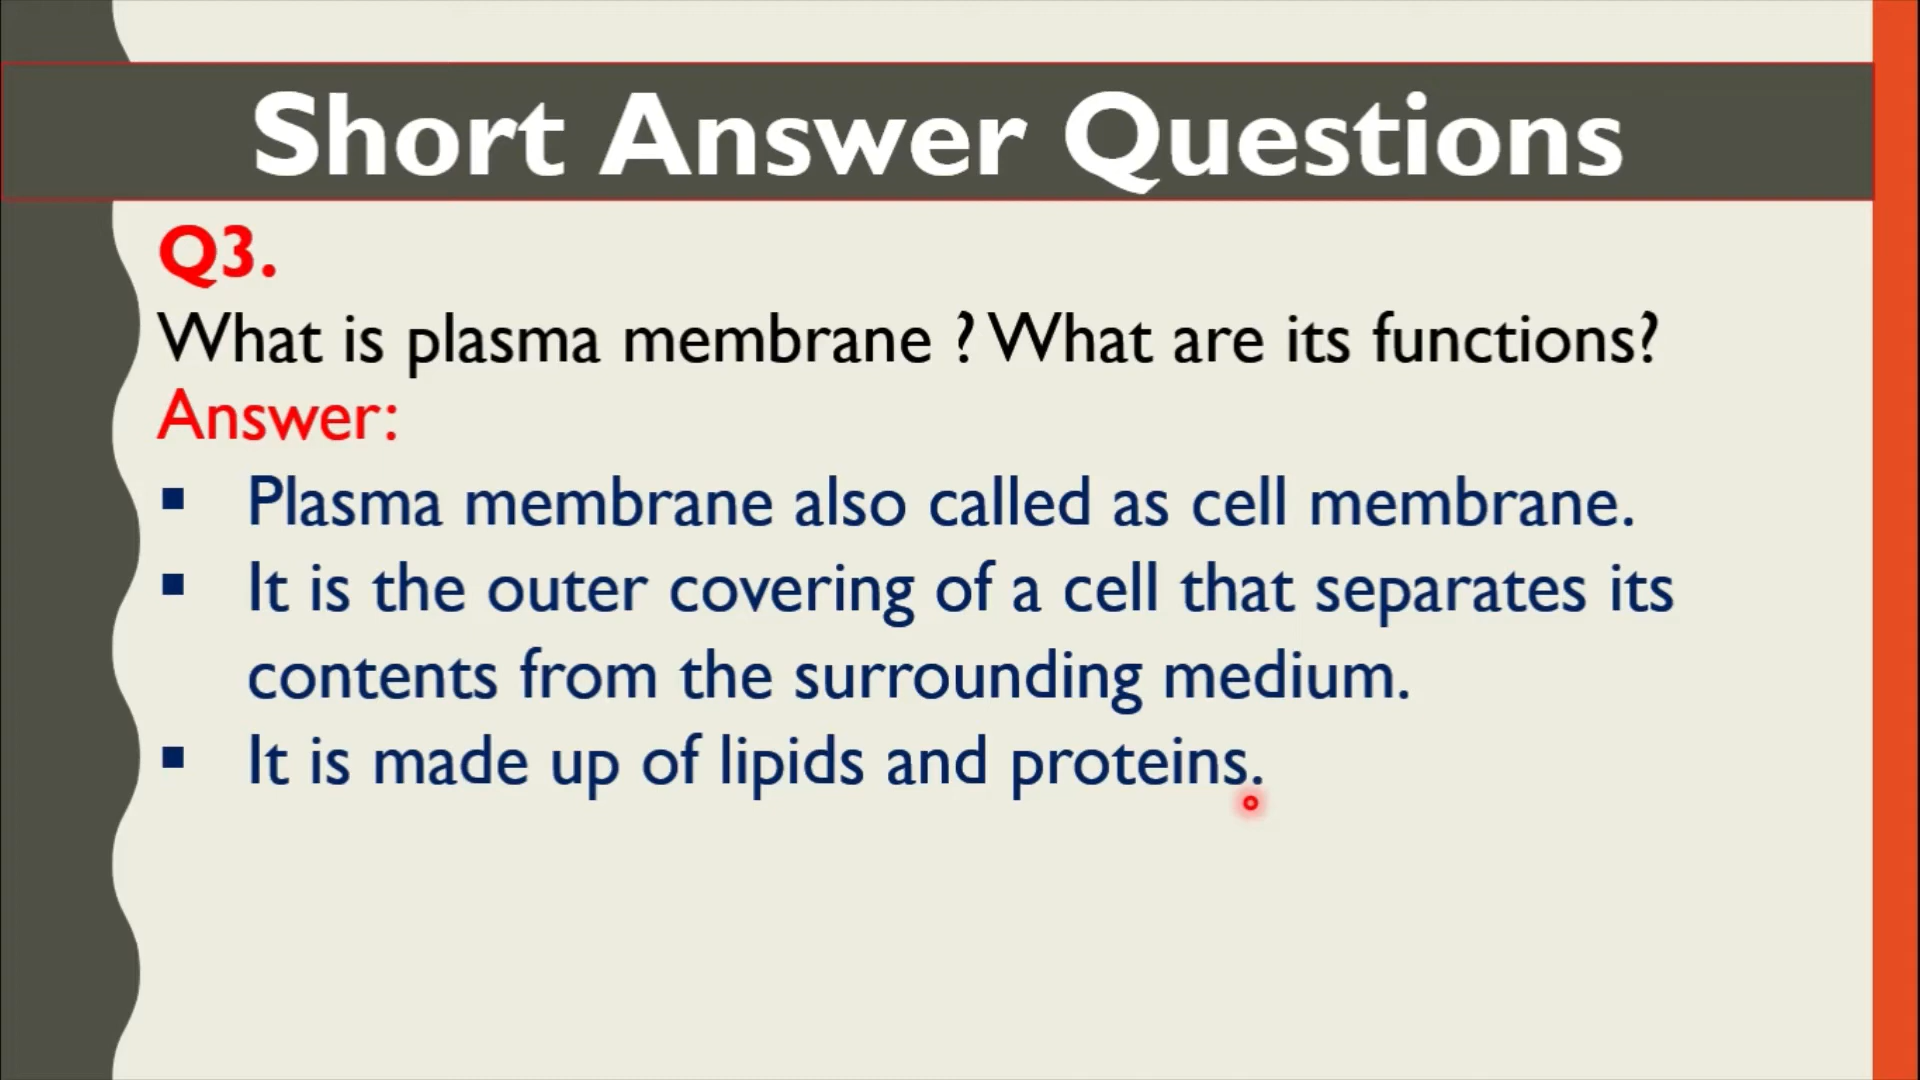 Short Answer Questions
Q3.
What is plasma membrane ? What are its functions?
Answer:
▪ Plasma membrane also called as cell membrane.
▪ It is the outer covering of a cell that separates its
contents from the surrounding medium.
▪ It is made up of lipids and proteins.